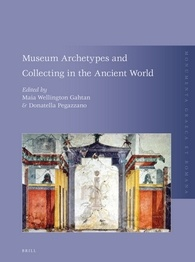 Museum Archetypes and
Collecting in the Ancient World
Edited by
Maia Wellington Gahtan
& Donatella Pegazzano
BRILL